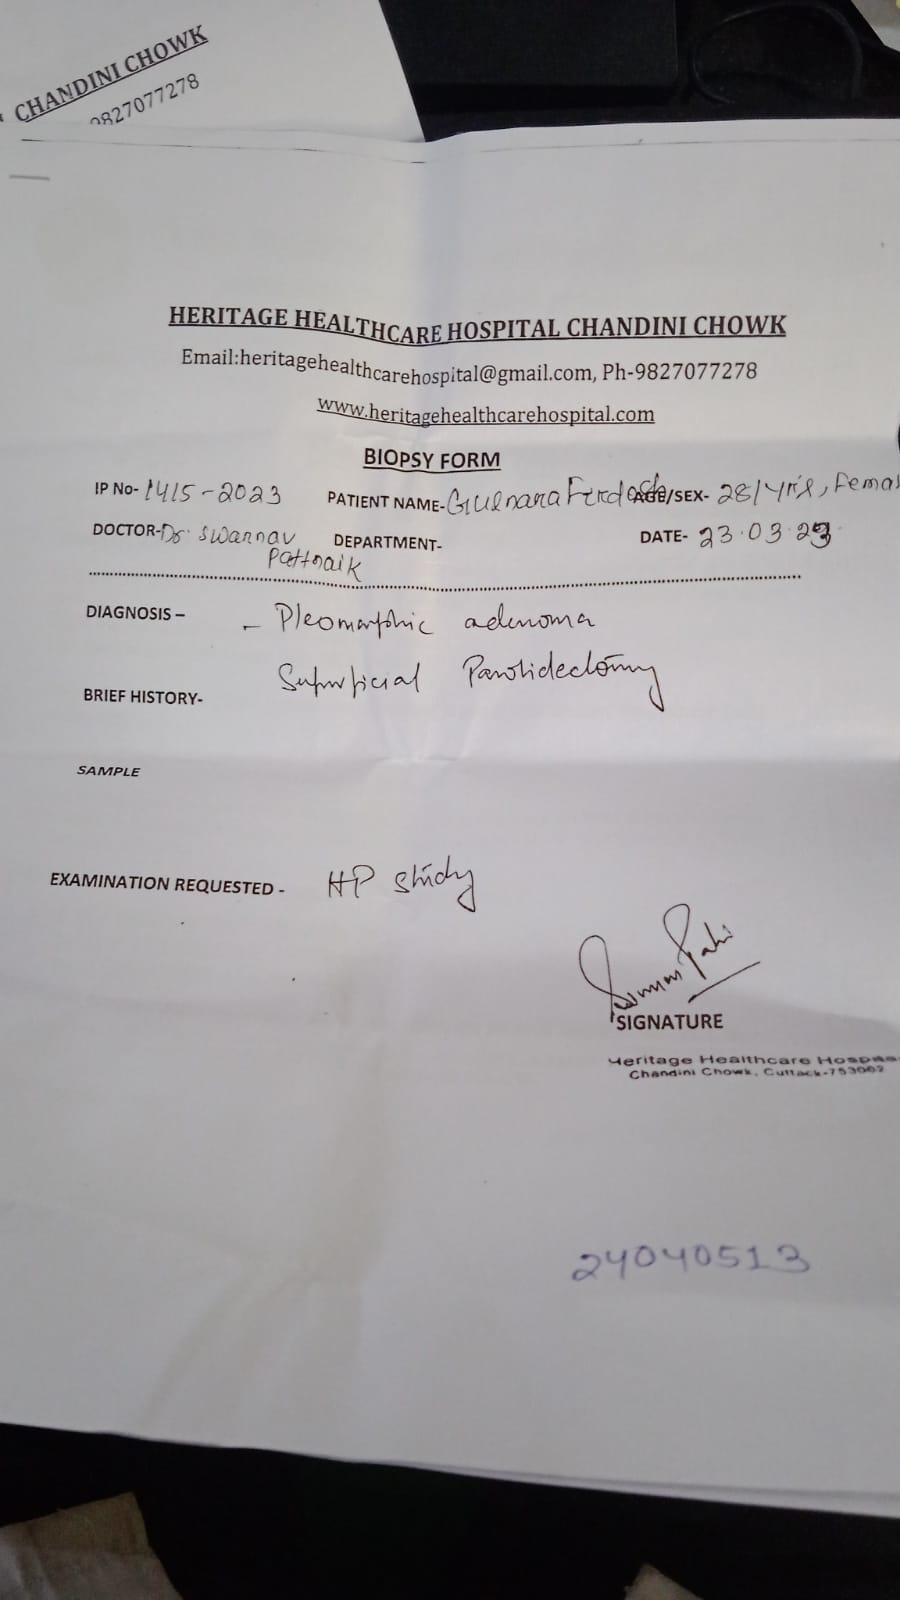 CHANDINI CHOWK
9827077278
HERITAGE HEALTHCARE HOSPITAL CHANDINI CHOWK
Email:heritagehealthcarehospital@gmail.com, Ph-9827077278
www.heritagehealthcarehospital.com
BIOPSY FORM
IP No- 1415-2023 PATIENT NAME- AGE/SEX- 28/Yrs, Femal
DOCTOR- Dr. Swarnav Pattnaik DEPARTMENT- DATE- 23.03.23
DIAGNOSIS – - Pleomorphic adenoma
Superficial Parotidectomy
BRIEF HISTORY-
SAMPLE
EXAMINATION REQUESTED - HP study
SIGNATURE
Heritage Healthcare Hospital
Chandini Chowk, Cuttack-753002
24040513